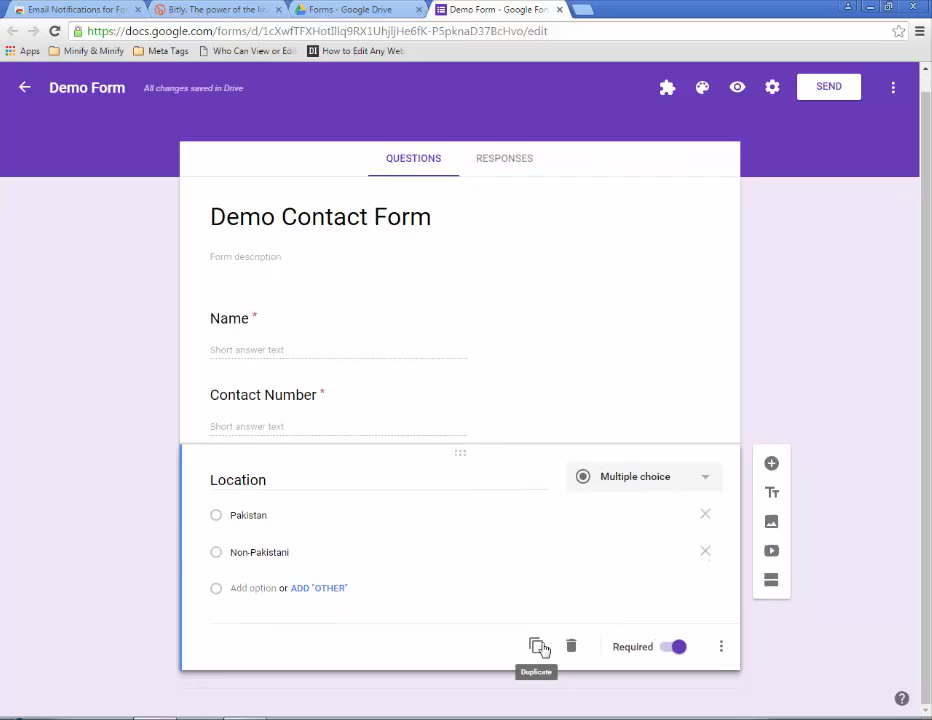 Email Notifications for For
Bitly. The power of the lin
Forms - Google Drive
Demo Form - Google Form
https://docs.google.com/forms/d/1cXwfTFXHotIllq9RX1UhjljHe6fK-P5pknaD37BcHvo/edit
Apps
Minify & Minify
Meta Tags
Who Can View or Edi
DI
How to Edit Any Web
Demo Form
All changes saved in Drive
SEND
QUESTIONS
RESPONSES
Demo Contact Form
Form description
Name *
Short answer text
Contact Number *
Short answer text
Location
Multiple choice
Pakistan
Non-Pakistani
Add option or ADD "OTHER"
Required
Duplicate